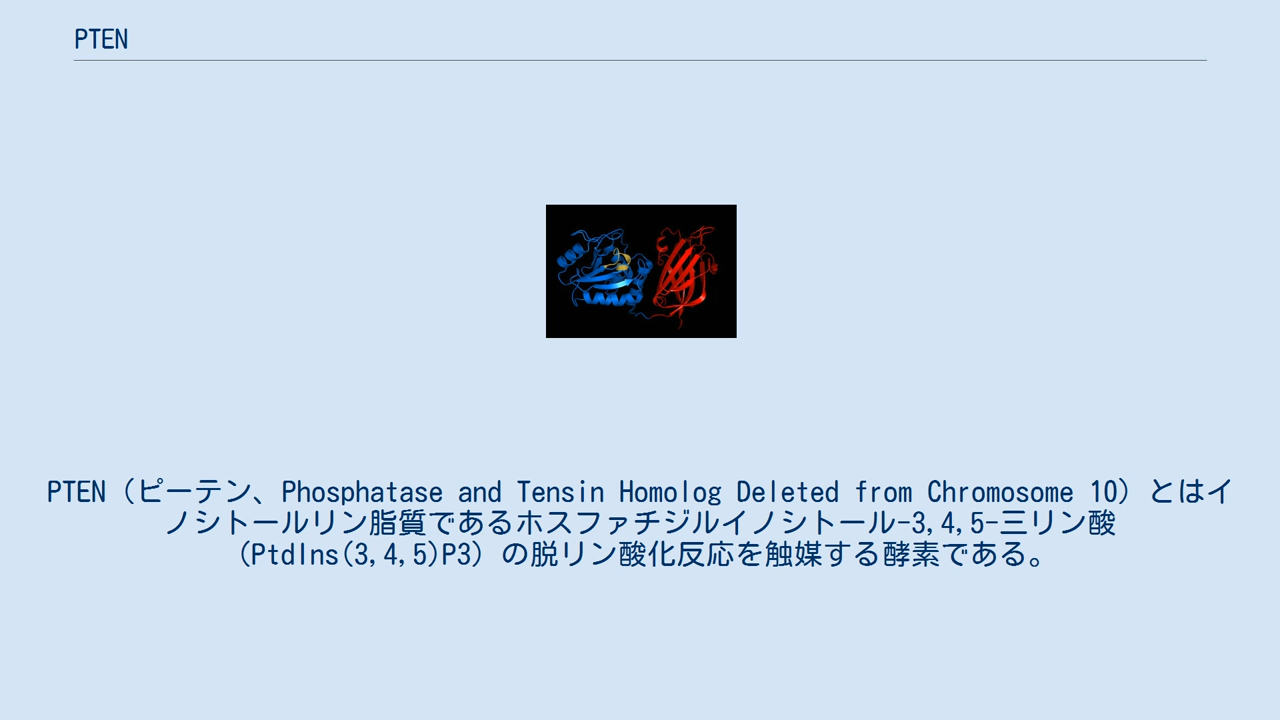 PTEN
PTEN（ピーテン、Phosphatase and Tensin Homolog Deleted from Chromosome 10）とはイ
ノシトールリン脂質であるホスファチジルイノシトール-3,4,5-三リン酸
（PtdIns(3,4,5)P3）の脱リン酸化反応を触媒する酵素である。